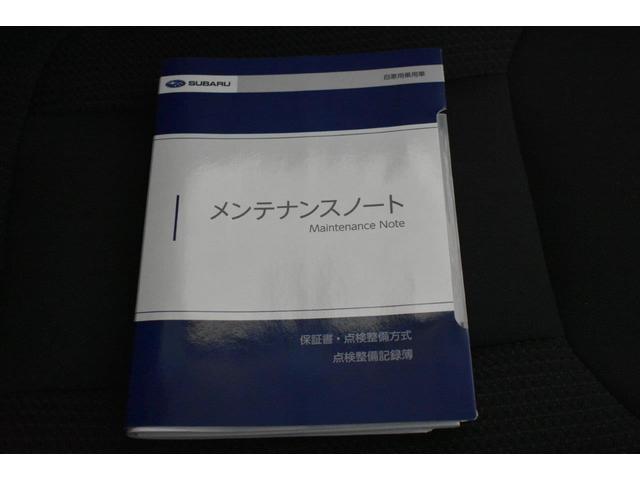 SUBARU
自家用乗用車
メンテナンスノート
Maintenance Note
保証書・点検整備方式
点検整備記録簿